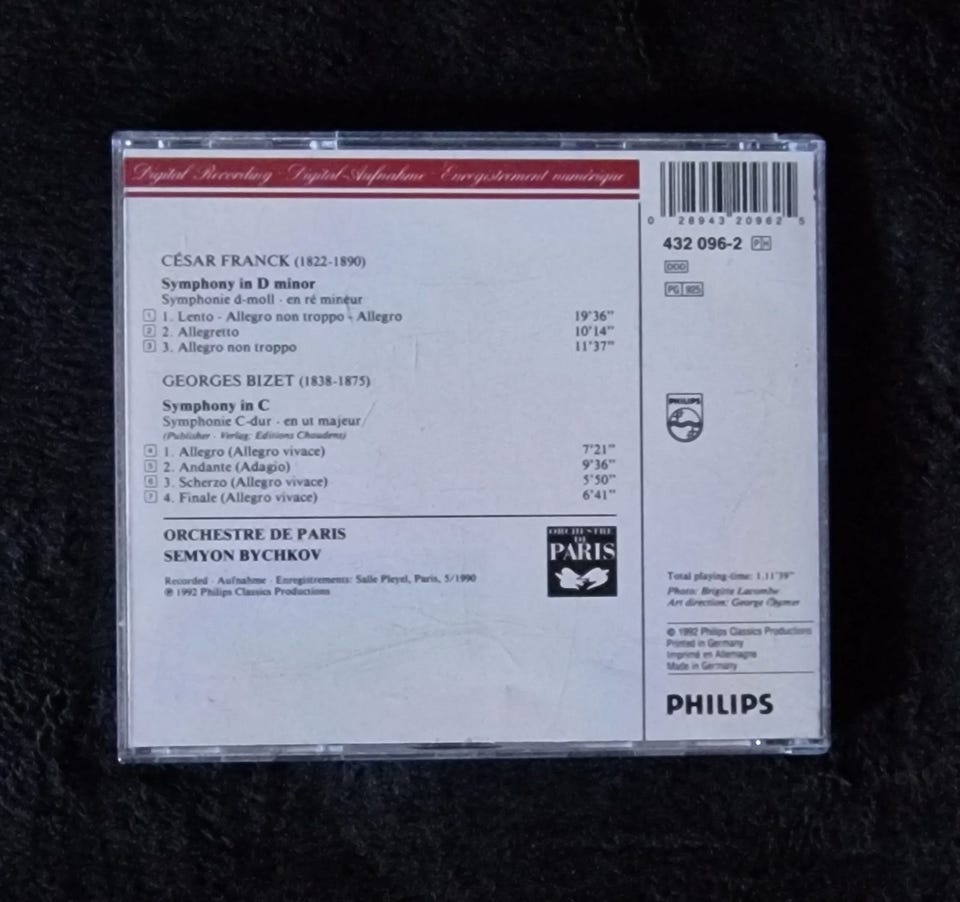 Digital Recording · Digital-Aufnahme · Enregistrement numérique
CÉSAR FRANCK (1822-1890)
Symphony in D minor
Symphonie d-moll · en ré mineur
1 1. Lento - Allegro non troppo - Allegro 19'36"
2 2. Allegretto 10'14"
3 3. Allegro non troppo 11'37"
GEORGES BIZET (1838-1875)
Symphony in C
Symphonie C-dur · en ut majeur
(Publisher · Verlag: Editions Choudens)
4 1. Allegro (Allegro vivace) 7'21"
5 2. Andante (Adagio) 9'36"
6 3. Scherzo (Allegro vivace) 5'50"
7 4. Finale (Allegro vivace) 6'41"
ORCHESTRE DE PARIS
SEMYON BYCHKOV
Recorded · Aufnahme · Enregistrements: Salle Pleyel, Paris, 5/1990
℗ 1992 Philips Classics Productions
ORCHESTRE
DE
PARIS
0 28943 20962 5
432 096-2 PH
DDD
PG 925
PHILIPS
Total playing-time: 1.11'39"
Photo: Brigitte Lacombe
Art direction: George Cramer
© 1992 Philips Classics Productions
Printed in Germany
Imprimé en Allemagne
Made in Germany
PHILIPS